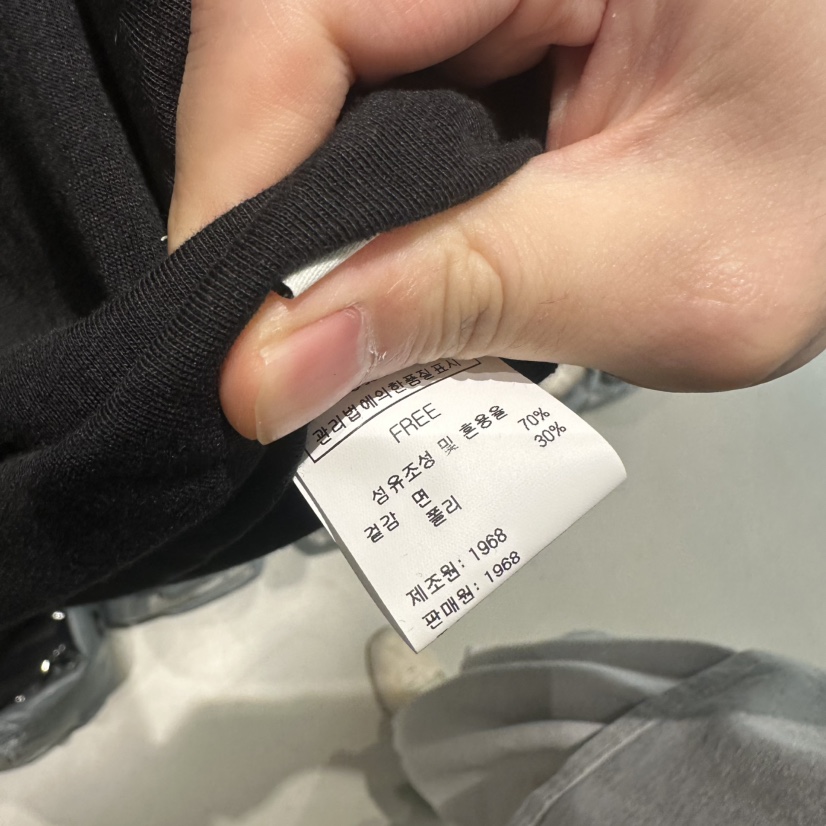 관리법에의한품질표시
FREE
섬유조성 및 혼용율
겉감 면 70%
폴리 30%
제조원: 1968
판매원: 1968